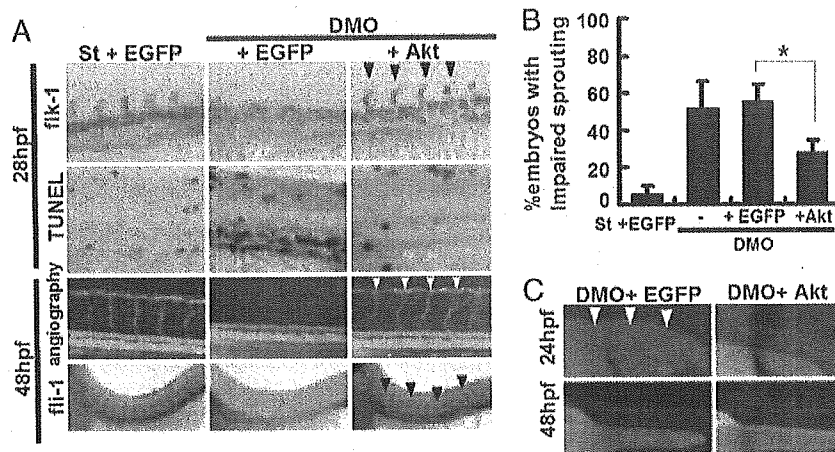 A
DMO
St + EGFP
+ EGFP
+ Akt
28hpf
flk-1
TUNEL
48hpf
angiography
fli-1
B
%embryos with
Impaired sprouting
100
80
60
40
20
0
*
St +EGFP
-
+ EGFP
+Akt
DMO
C
DMO+ EGFP
DMO+ Akt
24hpf
48hpf